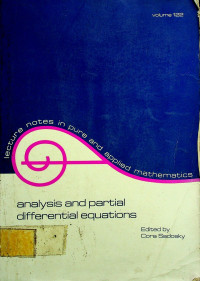 volume 122
lecture notes in pure and applied mathematics
analysis and partial
differential equations
Edited by
Cora Sadosky